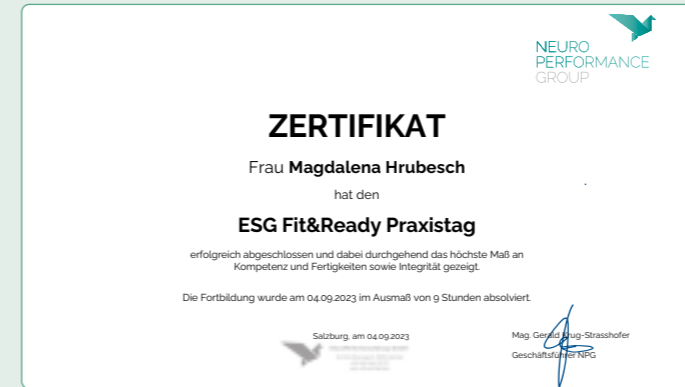 NEURO
PERFORMANCE
GROUP
ZERTIFIKAT
Frau Magdalena Hrubesch
hat den
ESG Fit&Ready Praxistag
erfolgreich abgeschlossen und dabei durchgehend das höchste Maß an
Kompetenz und Fertigkeiten sowie Integrität gezeigt.
Die Fortbildung wurde am 04.09.2023 im Ausmaß von 9 Stunden absolviert.
Salzburg, am 04.09.2023
Mag. Gerald Krug-Strasshofer
Geschäftsführer NPG